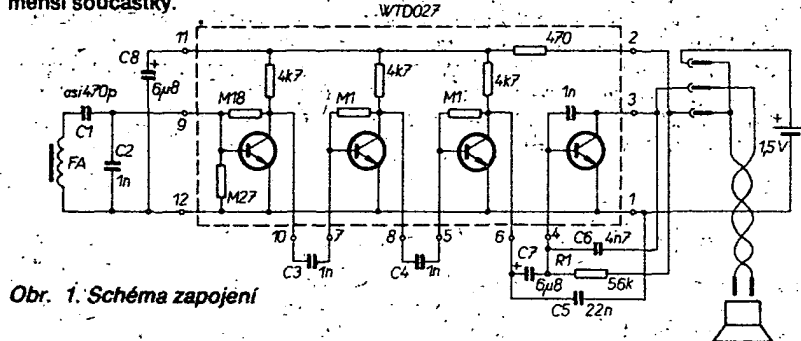 menší součástky.
WTD027
11
470
2
C8
+
6µ8
4k7
4k7
4k7
asi 470p
M18
M1
M1
1n
3
C1
9
C2
1n
FA
M27
+
1,5V
12
1
10
7
8
5
6
4
C6
4n7
C3
1n
C4
1n
C7
+
6µ8
R1
56k
C5
22n
Obr. 1. Schéma zapojení